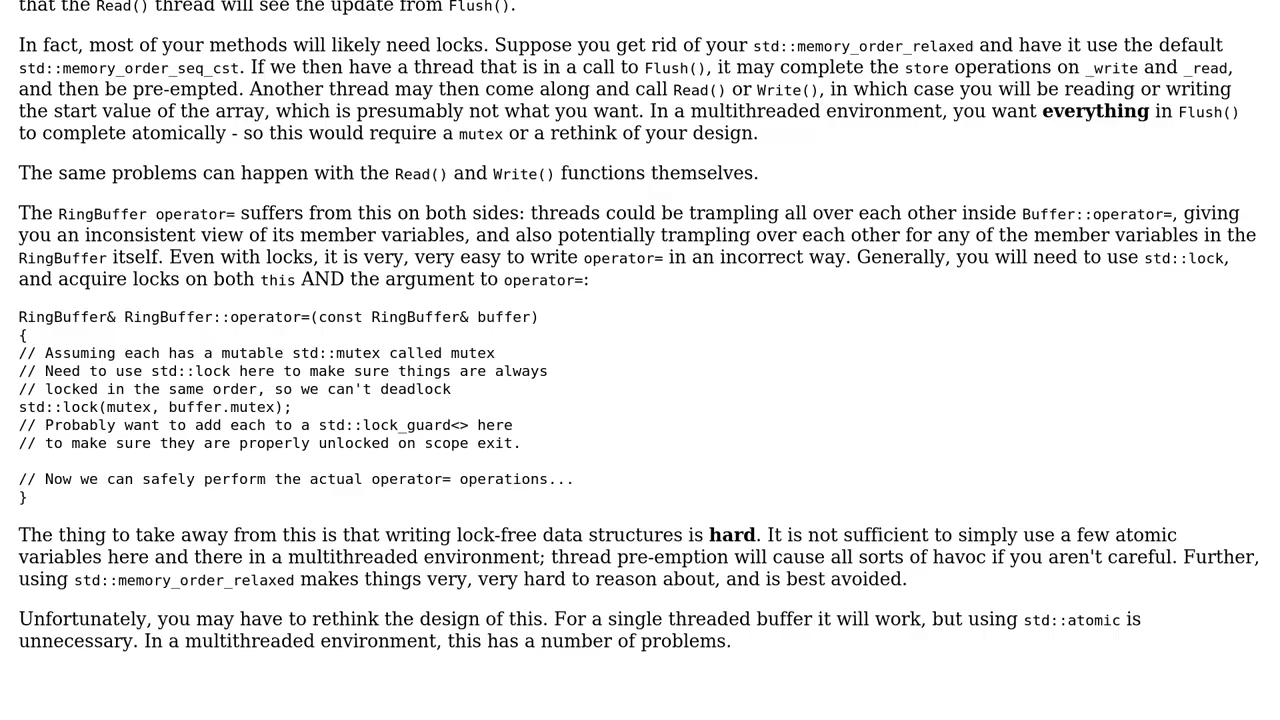 that the Read() thread will see the update from Flush().
In fact, most of your methods will likely need locks. Suppose you get rid of your std::memory_order_relaxed and have it use the default
std::memory_order_seq_cst. If we then have a thread that is in a call to Flush(), it may complete the store operations on _write and _read,
and then be pre-empted. Another thread may then come along and call Read() or Write(), in which case you will be reading or writing
the start value of the array, which is presumably not what you want. In a multithreaded environment, you want everything in Flush()
to complete atomically - so this would require a mutex or a rethink of your design.
The same problems can happen with the Read() and Write() functions themselves.
The RingBuffer operator= suffers from this on both sides: threads could be trampling all over each other inside Buffer::operator=, giving
you an inconsistent view of its member variables, and also potentially trampling over each other for any of the member variables in the
RingBuffer itself. Even with locks, it is very, very easy to write operator= in an incorrect way. Generally, you will need to use std::lock,
and acquire locks on both this AND the argument to operator=:
RingBuffer& RingBuffer::operator=(const RingBuffer& buffer)
{
// Assuming each has a mutable std::mutex called mutex
// Need to use std::lock here to make sure things are always
// locked in the same order, so we can't deadlock
std::lock(mutex, buffer.mutex);
// Probably want to add each to a std::lock_guard<> here
// to make sure they are properly unlocked on scope exit.
// Now we can safely perform the actual operator= operations...
}
The thing to take away from this is that writing lock-free data structures is hard. It is not sufficient to simply use a few atomic
variables here and there in a multithreaded environment; thread pre-emption will cause all sorts of havoc if you aren't careful. Further,
using std::memory_order_relaxed makes things very, very hard to reason about, and is best avoided.
Unfortunately, you may have to rethink the design of this. For a single threaded buffer it will work, but using std::atomic is
unnecessary. In a multithreaded environment, this has a number of problems.